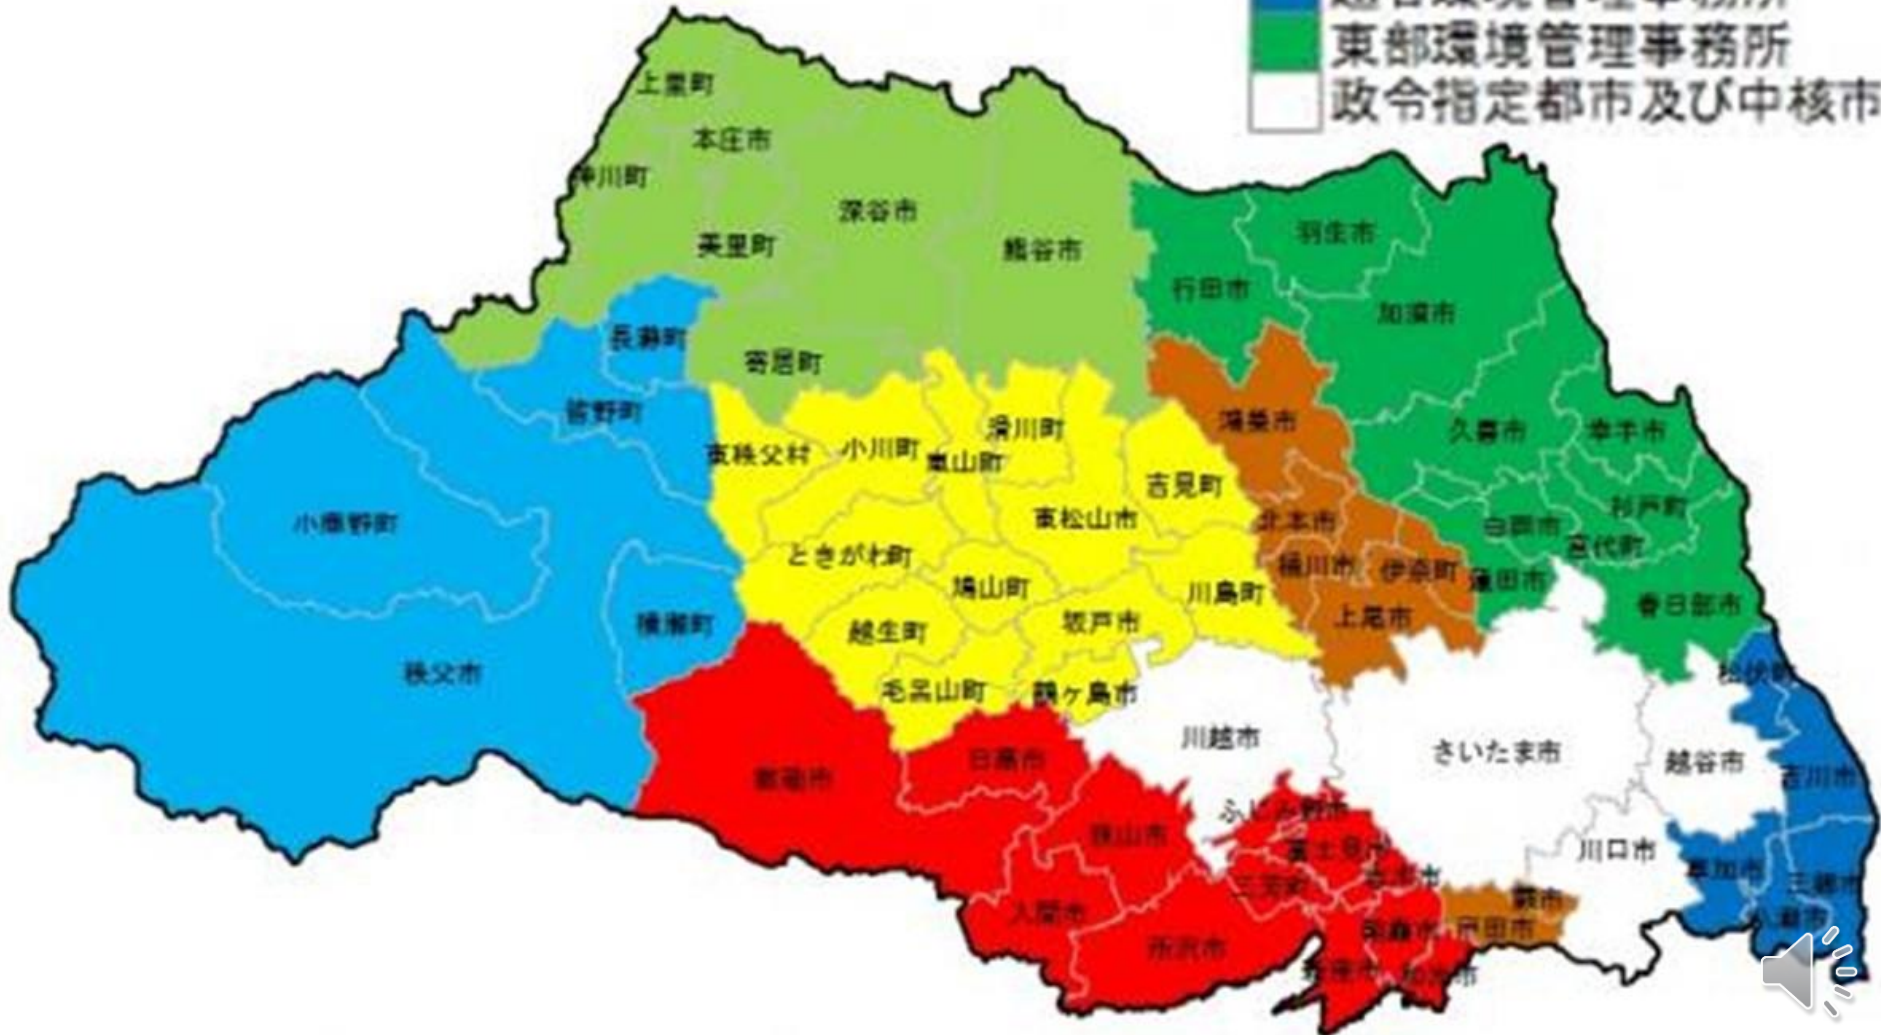 東部環境管理事務所
政令指定都市及び中核市
上里町
本庄市
神川町
深谷市
美里町
熊谷市
羽生市
行田市
加須市
長瀞町
寄居町
皆野町
鴻巣市
久喜市
幸手市
滑川町
小川町
東秩父村
嵐山町
吉見町
小鹿野町
東松山市
北本市
白岡市
杉戸町
宮代町
ときがわ町
鳩山町
川島町
桶川市
伊奈町
蓮田市
春日部市
横瀬町
越生町
坂戸市
上尾市
秩父市
松伏町
毛呂山町
鶴ヶ島市
川越市
さいたま市
越谷市
日高市
飯能市
吉川市
ふじみ野市
狭山市
富士見市
川口市
三芳町
志木市
草加市
三郷市
入間市
蕨市
八潮市
所沢市
朝霞市
戸田市
新座市
和光市